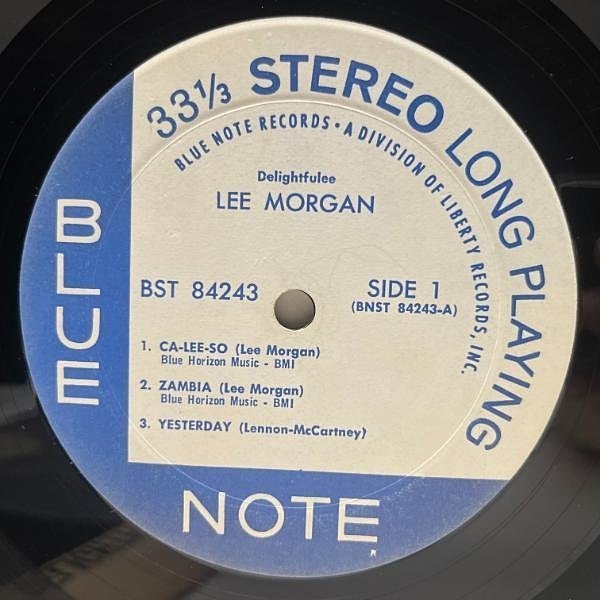 33⅓ STEREO LONG PLAYING
BLUE NOTE RECORDS • A DIVISION OF LIBERTY RECORDS, INC.
Delightfulee
LEE MORGAN
BST 84243
SIDE 1
(BNST 84243-A)
1. CA-LEE-SO (Lee Morgan)
Blue Horizon Music - BMI
2. ZAMBIA (Lee Morgan)
Blue Horizon Music - BMI
3. YESTERDAY (Lennon-McCartney)
BLUE
NOTE